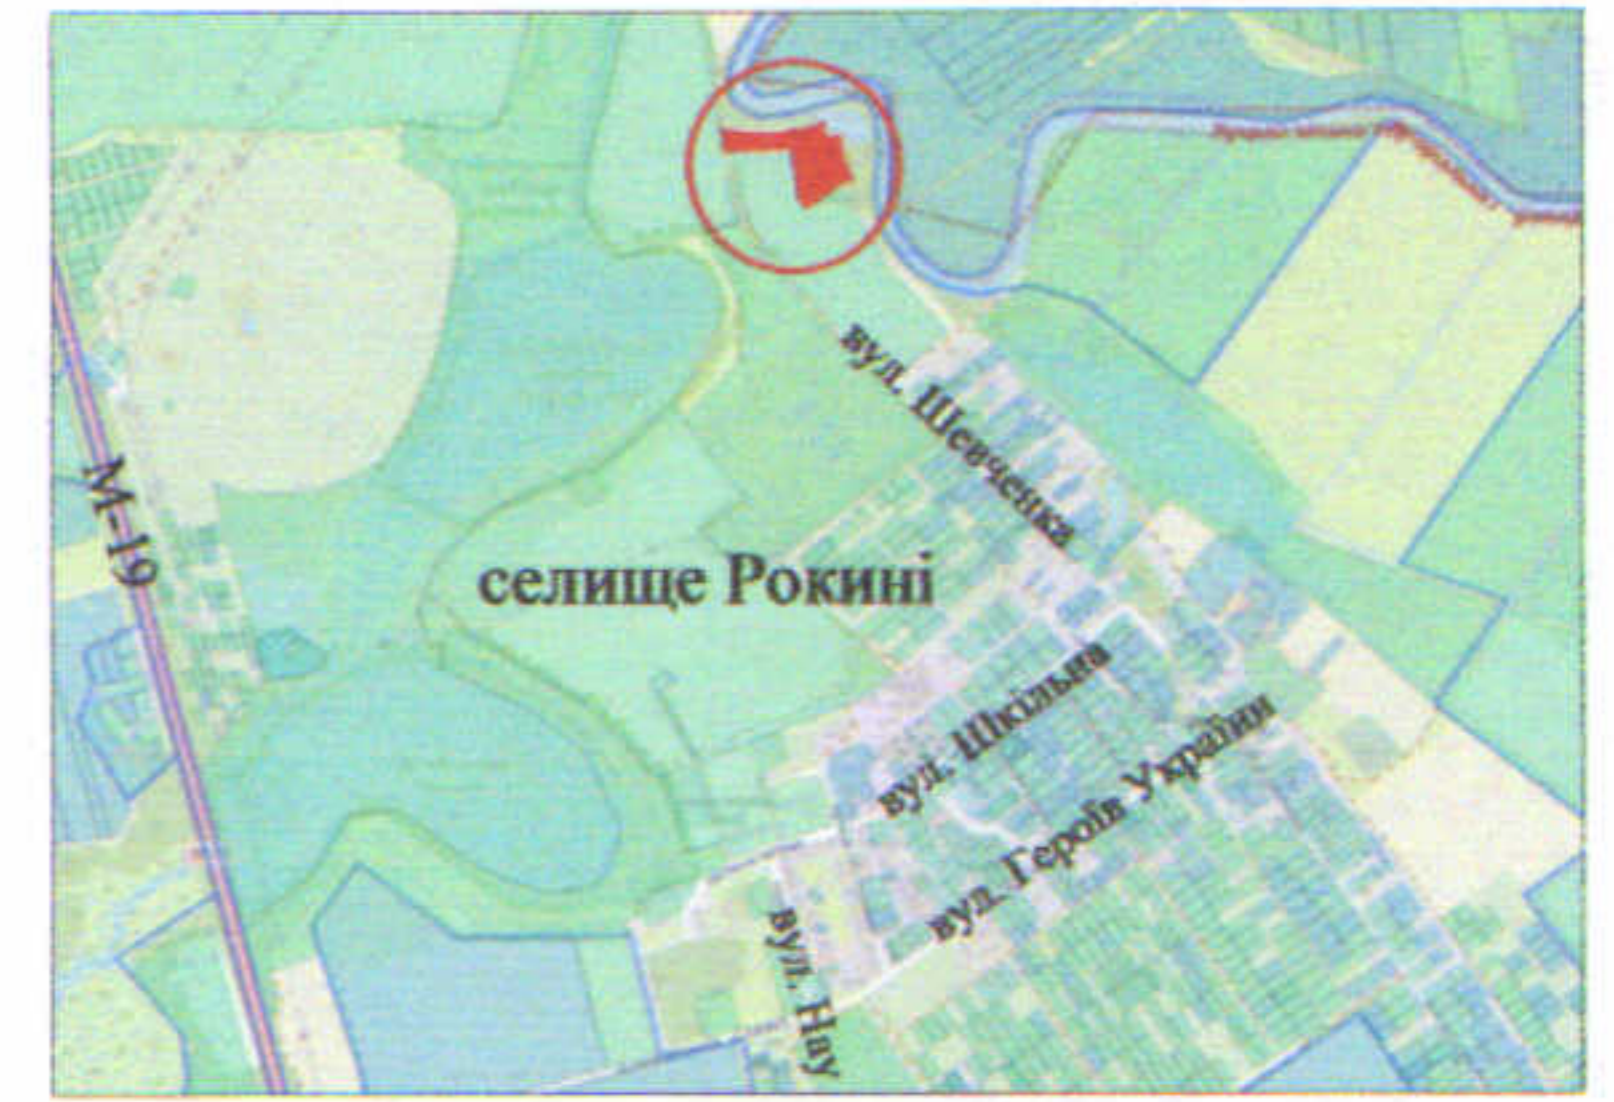 вул. Шевченка
М-19
селище Рокині
вул. Шкільна
вул. Героїв України
вул. Нау